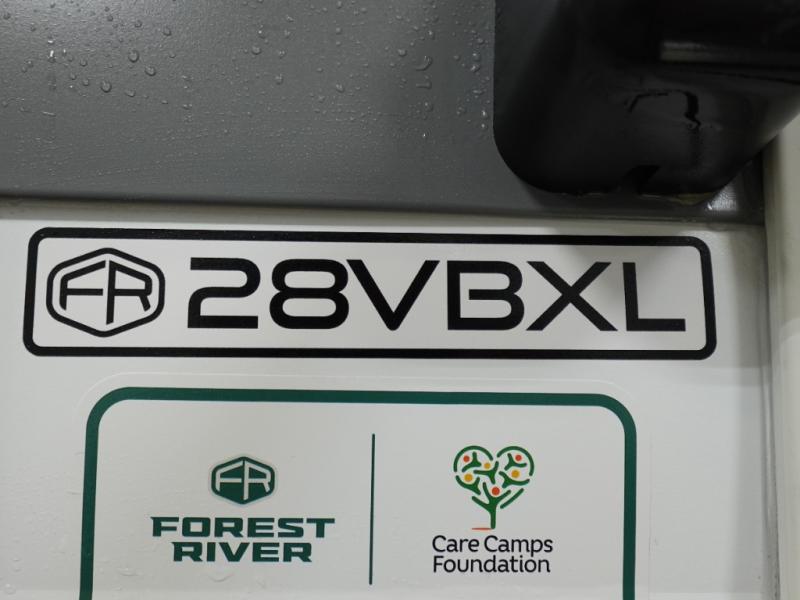 FR 28VBXL
FR
FOREST
RIVER
Care Camps
Foundation